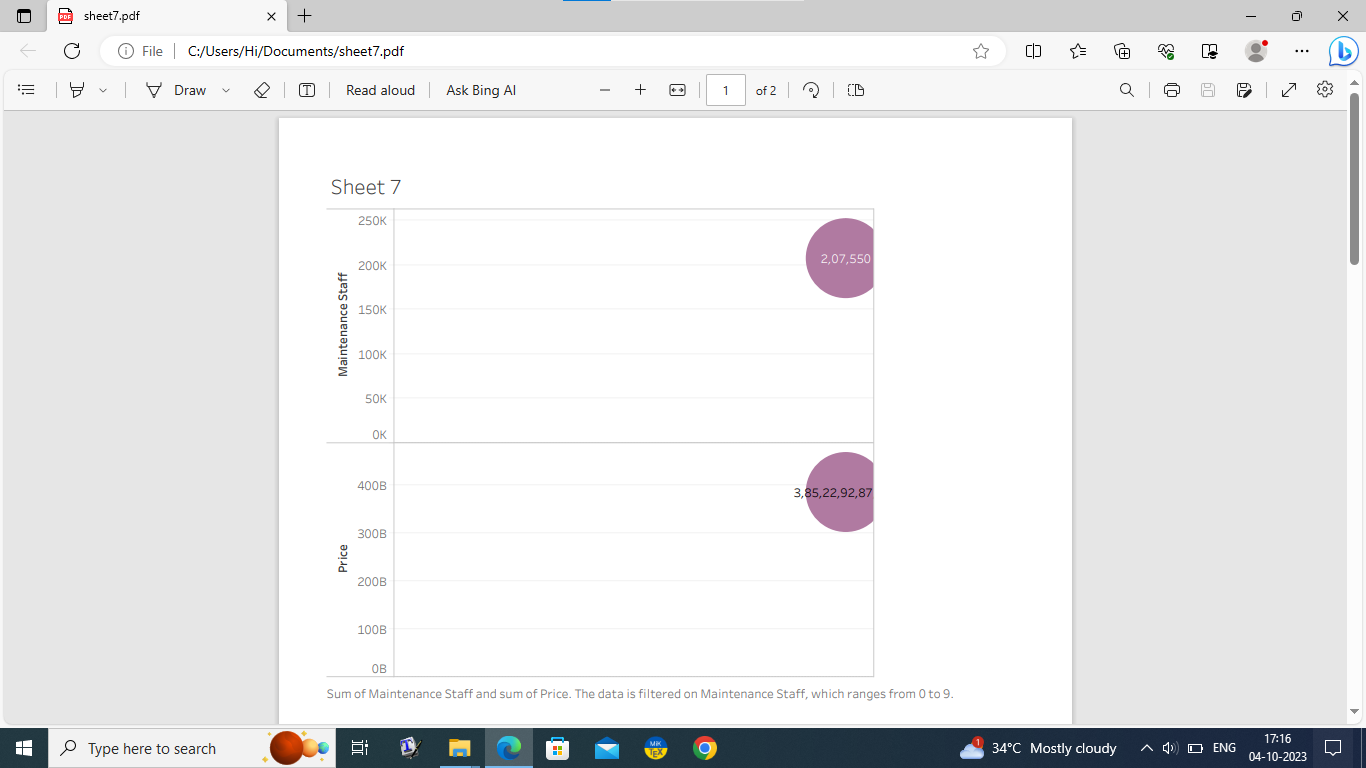 sheet7.pdf
File
C:/Users/Hi/Documents/sheet7.pdf
Draw
Read aloud
Ask Bing AI
1
of 2
Sheet 7
250K
200K
150K
100K
50K
0K
Maintenance Staff
2,07,550
400B
300B
200B
100B
0B
Price
3,85,22,92,87
Sum of Maintenance Staff and sum of Price. The data is filtered on Maintenance Staff, which ranges from 0 to 9.
Type here to search
MiK
TEX
1
34°C Mostly cloudy
ENG
17:16
04-10-2023